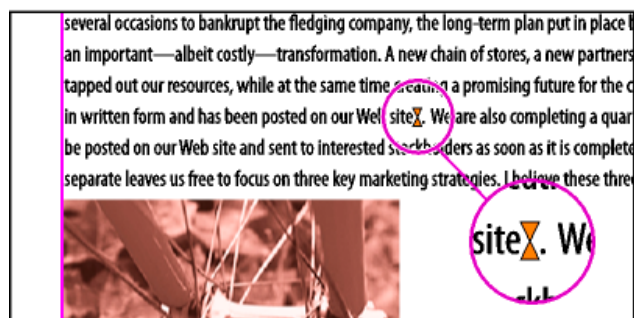 several occasions to bankrupt the fledging company, the long-term plan put in place
an important—albeit costly—transformation. A new chain of stores, a new partners
tapped out our resources, while at the same time creating a promising future for the
in written form and has been posted on our Web site. We are also completing a quar
be posted on our Web site and sent to interested stockholders as soon as it is complete
separate leaves us free to focus on three key marketing strategies. I believe these three
site. We